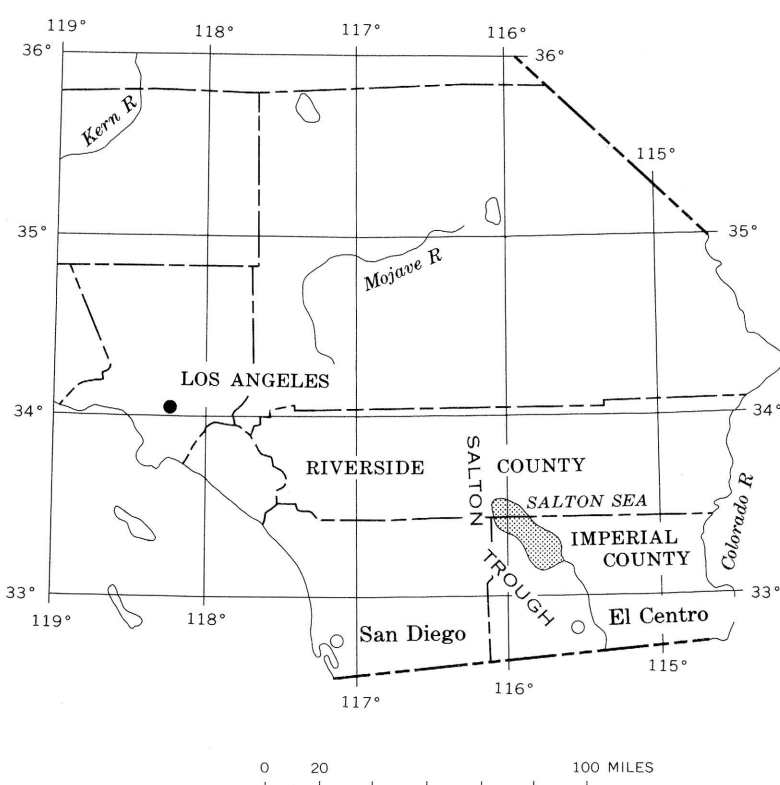 119°
118°
117°
116°
36°
36°
Kern R
115°
35°
35°
Mojave R
LOS ANGELES
34°
34°
RIVERSIDE COUNTY
SALTON TROUGH
SALTON SEA
IMPERIAL
COUNTY
Colorado R
33°
33°
119°
118°
San Diego
El Centro
117°
116°
115°
0 20 100 MILES